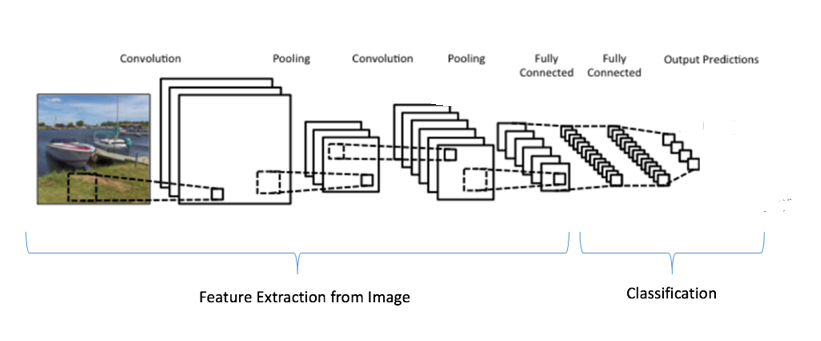 Convolution
Pooling
Convolution
Pooling
Fully
Connected
Fully
Connected
Output Predictions
Feature Extraction from Image
Classification